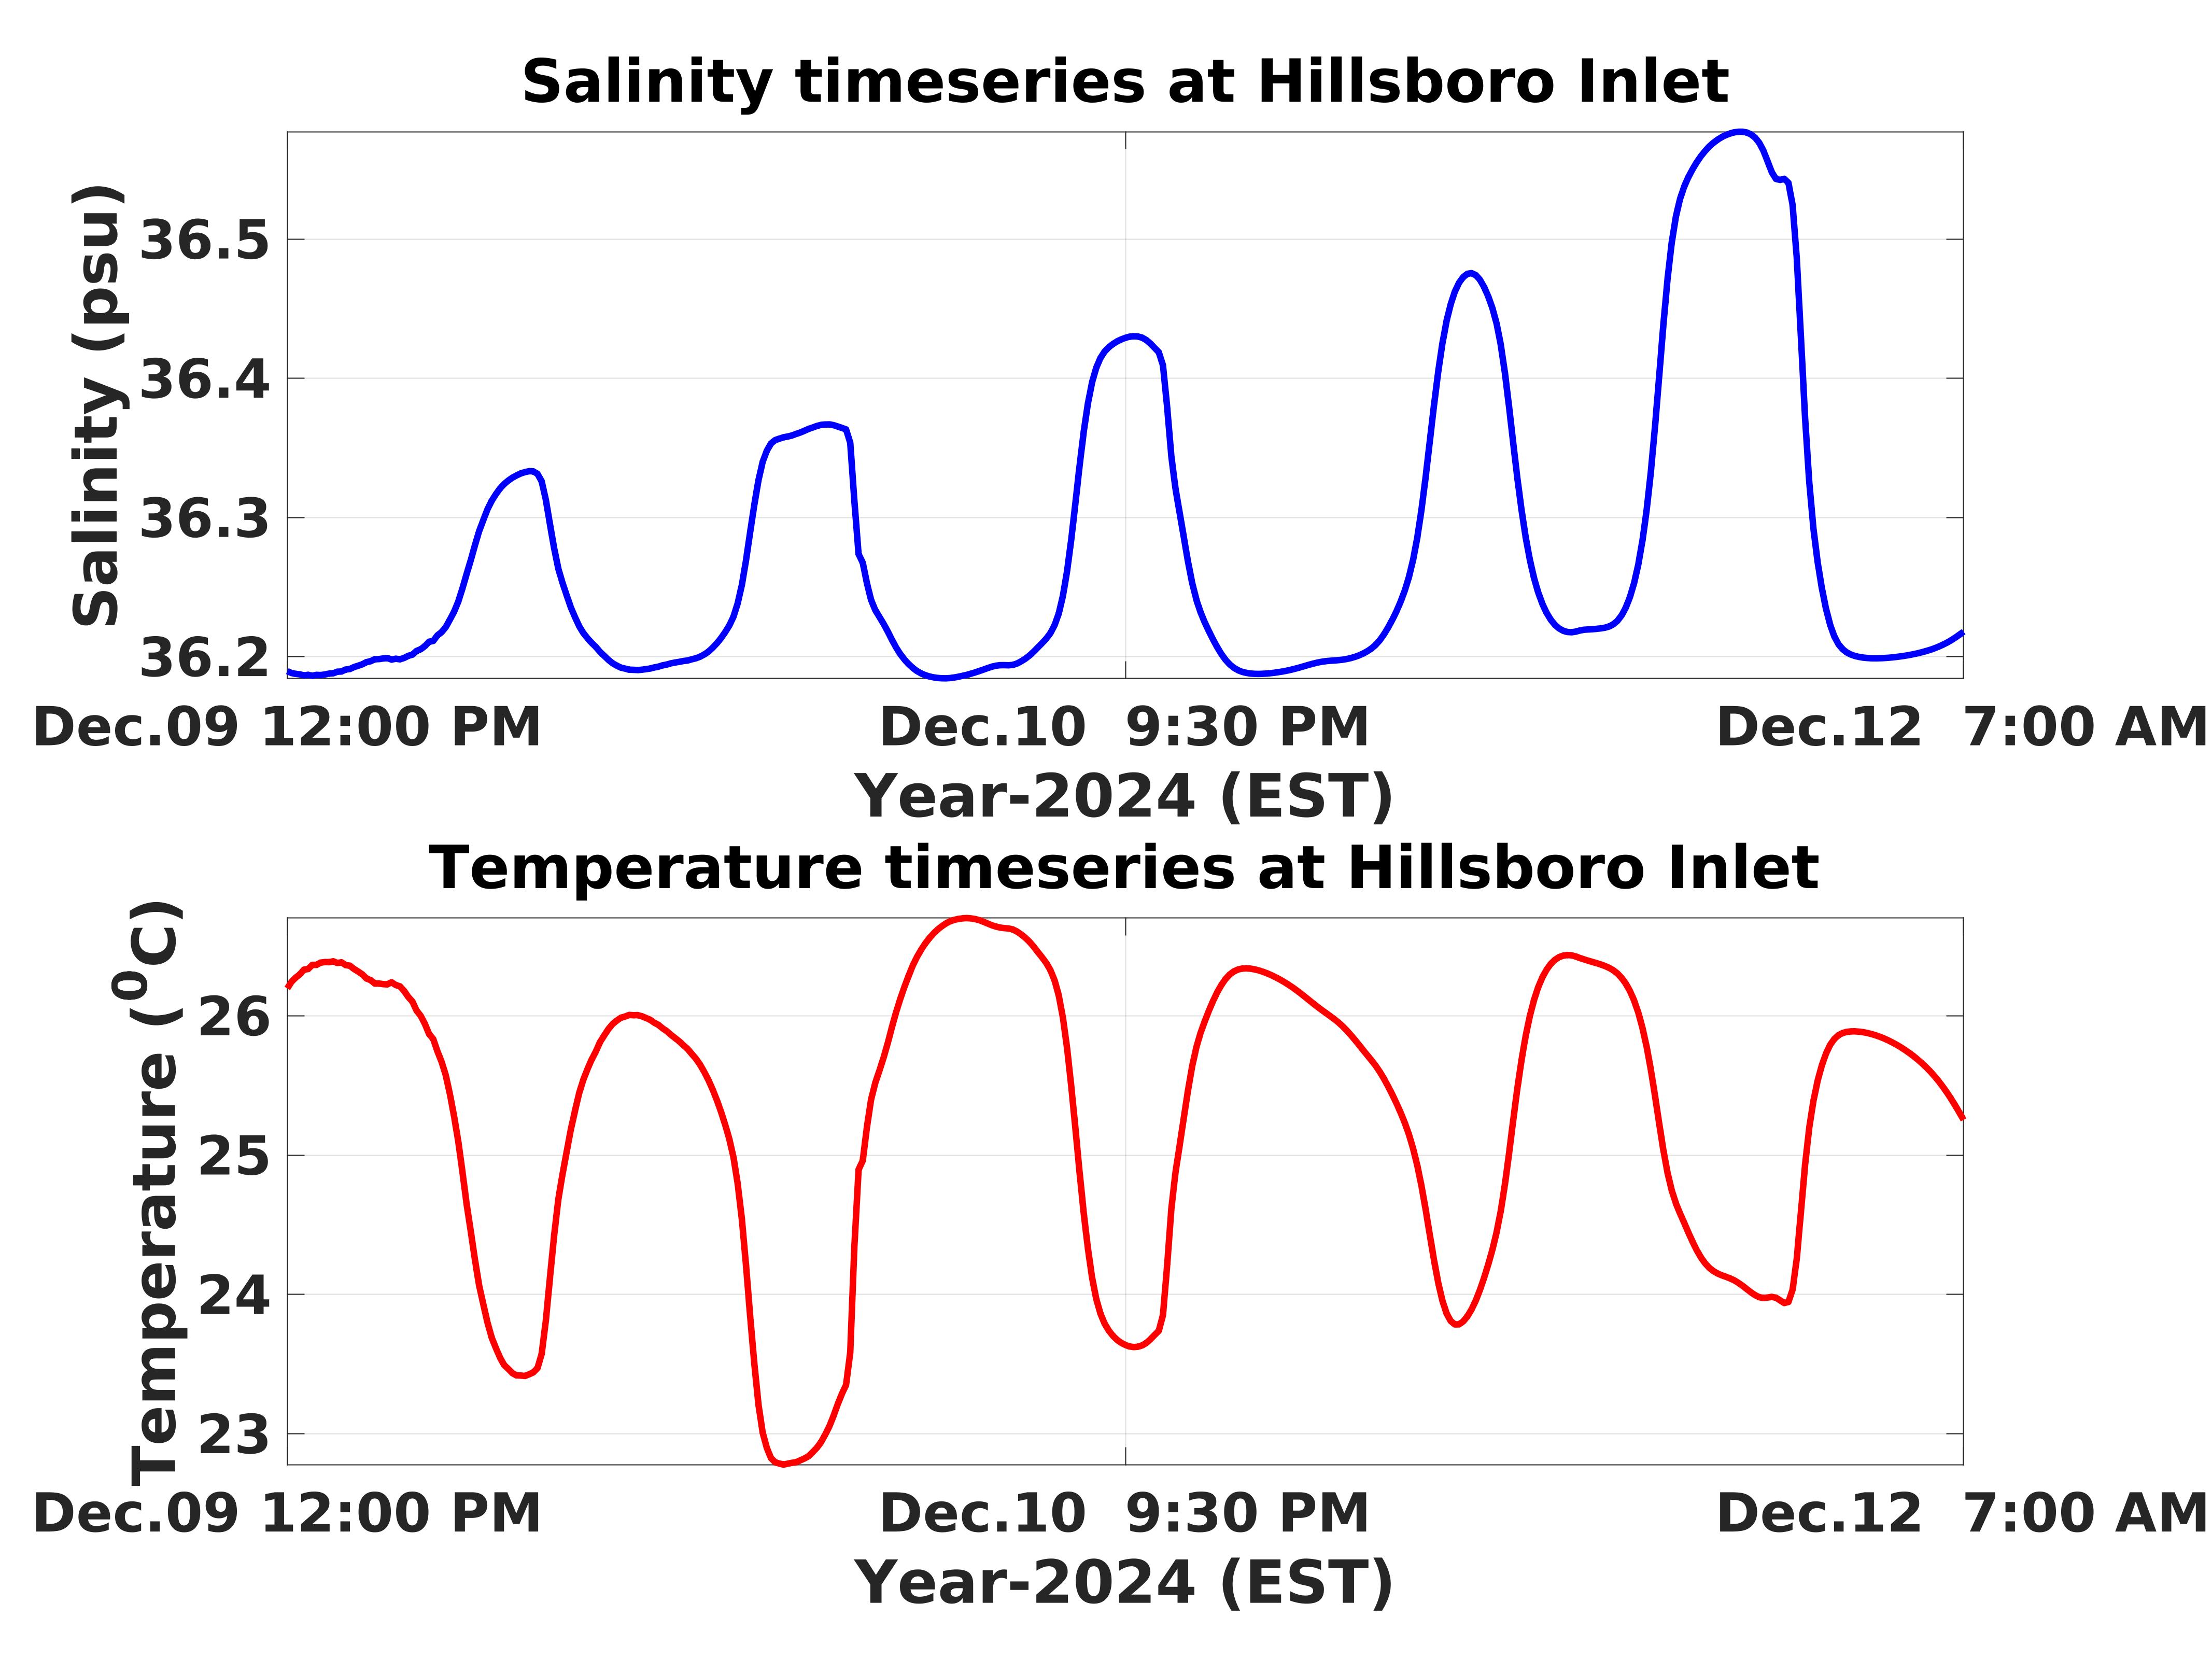 Salinity timeseries at Hillsboro Inlet
Salinity (psu)
36.5
36.4
36.3
36.2
Dec.09 12:00 PM Dec.10  9:30 PM Dec.12  7:00 AM
Year-2024 (EST)
Temperature timeseries at Hillsboro Inlet
Temperature (⁰C)
26
25
24
23
Dec.09 12:00 PM Dec.10  9:30 PM Dec.12  7:00 AM
Year-2024 (EST)